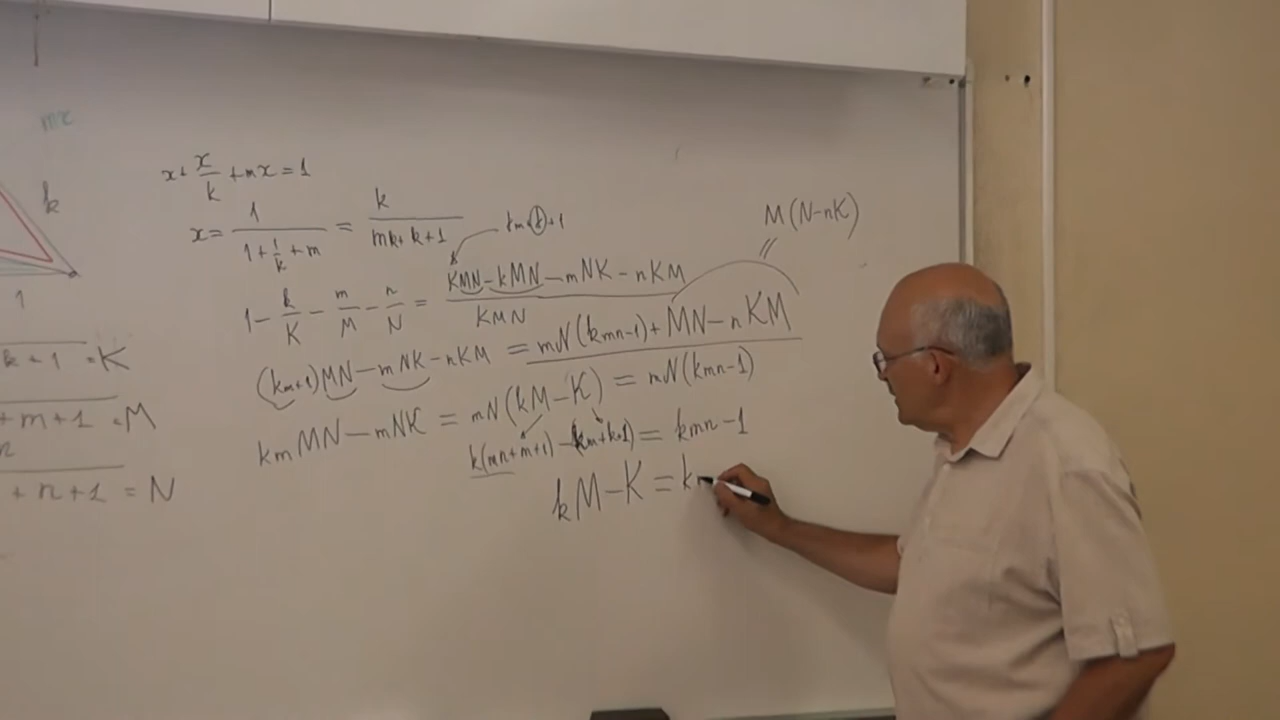 mx
k
1
x + x/k + mx = 1
x = 1/(1 + 1/k + m) = k/(mk + k + 1)
km + k + 1
M(N-nK)
1 - k/K - m/M - n/N = (KMN - kMN - mNK - nKM)/KMN
(km+1)MN - mNK - nKM = mN(kmn-1) + MN - nKM
kmMN - mNK = mN(kM-K) = mN(kmn-1)
k(mn+m+1) - (km+k+1) = kmn - 1
kM - K = k
k + 1 = K
+ m + 1 = M
+ n + 1 = N